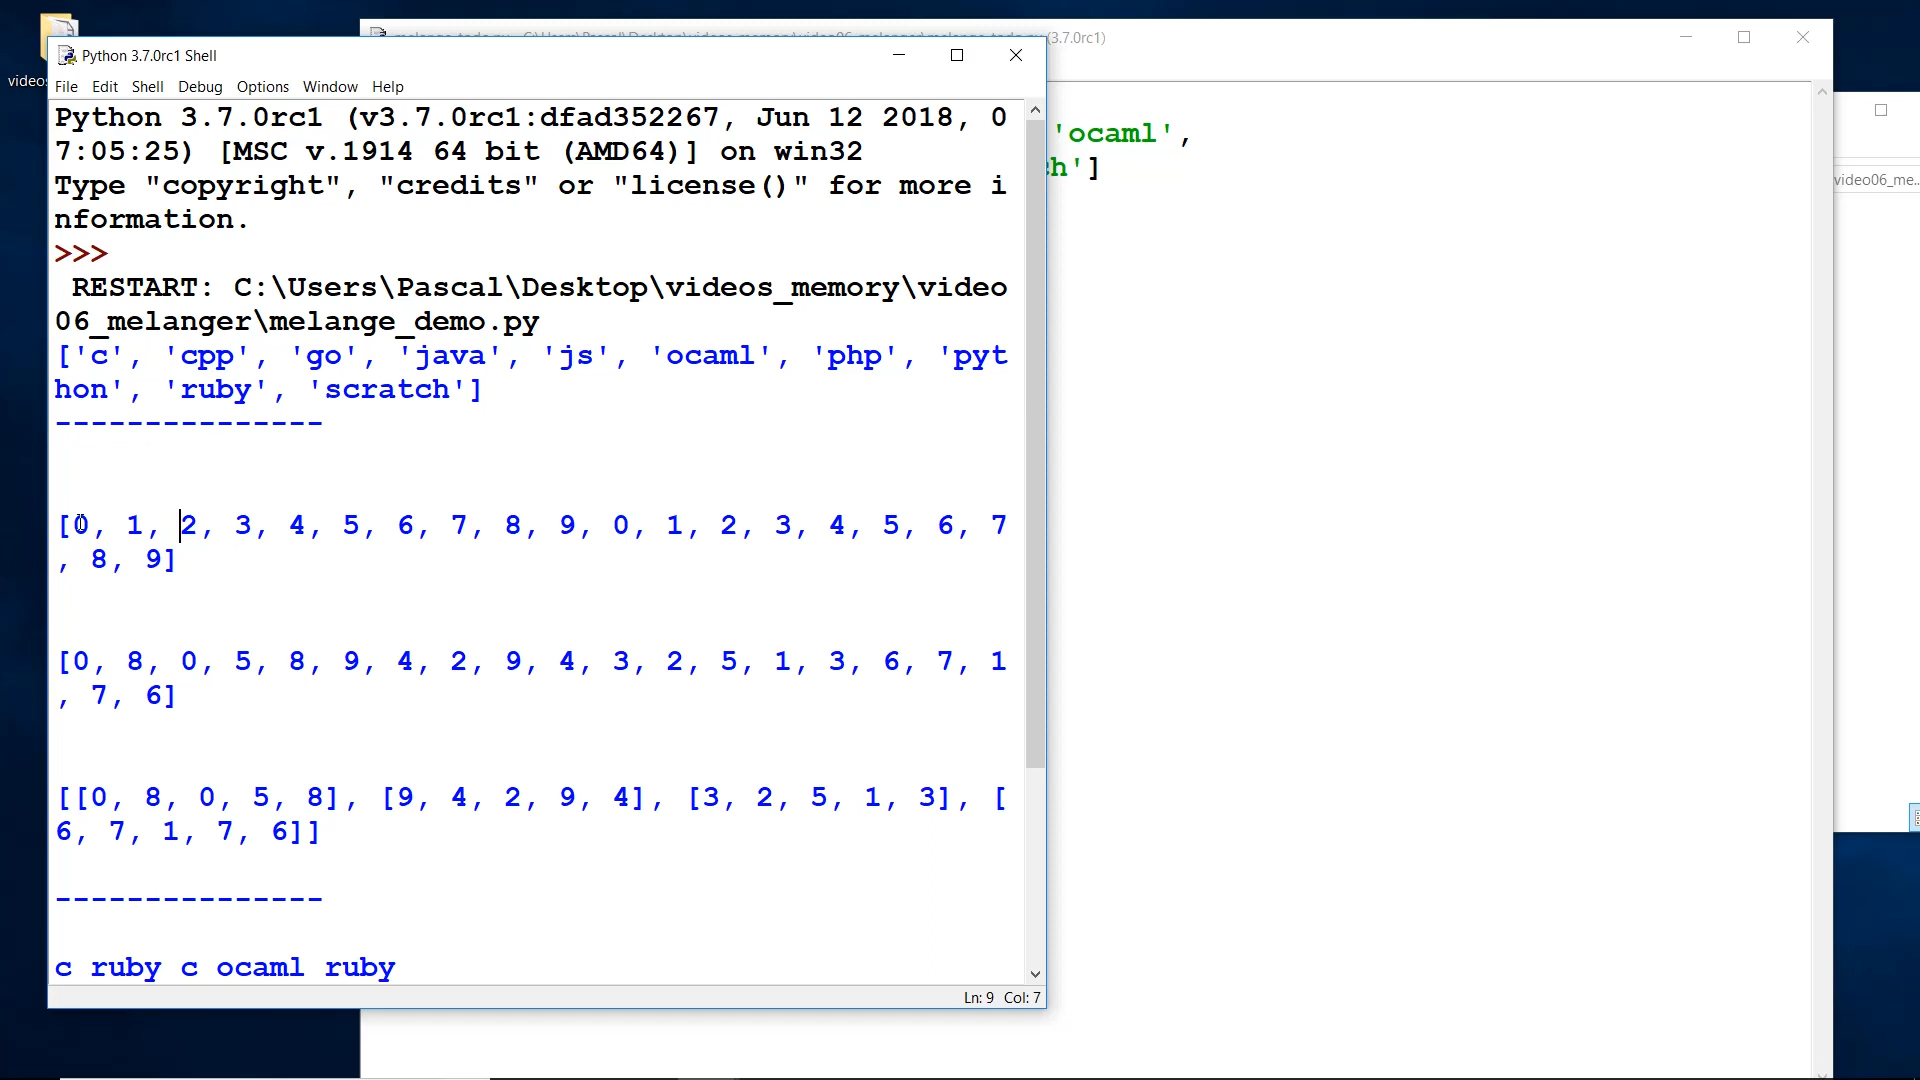 videos
Python 3.7.0rc1 Shell
File Edit Shell Debug Options Window Help
Python 3.7.0rc1 (v3.7.0rc1:dfad352267, Jun 12 2018, 0
7:05:25) [MSC v.1914 64 bit (AMD64)] on win32
Type "copyright", "credits" or "license()" for more i
nformation.
>>>
RESTART: C:\Users\Pascal\Desktop\videos_memory\video
06_melanger\melange_demo.py
['c', 'cpp', 'go', 'java', 'js', 'ocaml', 'php', 'pyt
hon', 'ruby', 'scratch']
---------------
[0, 1, 2, 3, 4, 5, 6, 7, 8, 9, 0, 1, 2, 3, 4, 5, 6, 7
, 8, 9]
[0, 8, 0, 5, 8, 9, 4, 2, 9, 4, 3, 2, 5, 1, 3, 6, 7, 1
, 7, 6]
[[0, 8, 0, 5, 8], [9, 4, 2, 9, 4], [3, 2, 5, 1, 3], [
6, 7, 1, 7, 6]]
---------------
c ruby c ocaml ruby
Ln: 9 Col: 7
(3.7.0rc1)
'ocaml',
ch']
video06_me...